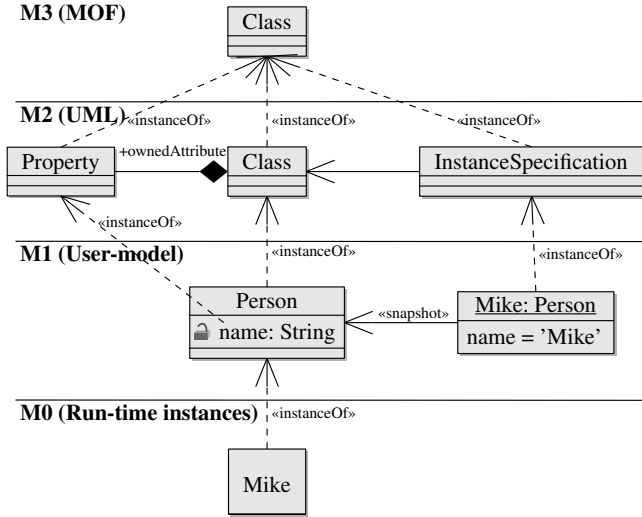 M3 (MOF)
Class
M2 (UML)
«instanceOf»
«instanceOf»
«instanceOf»
Property
+ownedAttribute
Class
InstanceSpecification
«instanceOf»
M1 (User-model)
«instanceOf»
«instanceOf»
Person
name: String
«snapshot»
Mike: Person
name = 'Mike'
M0 (Run-time instances)
«instanceOf»
Mike